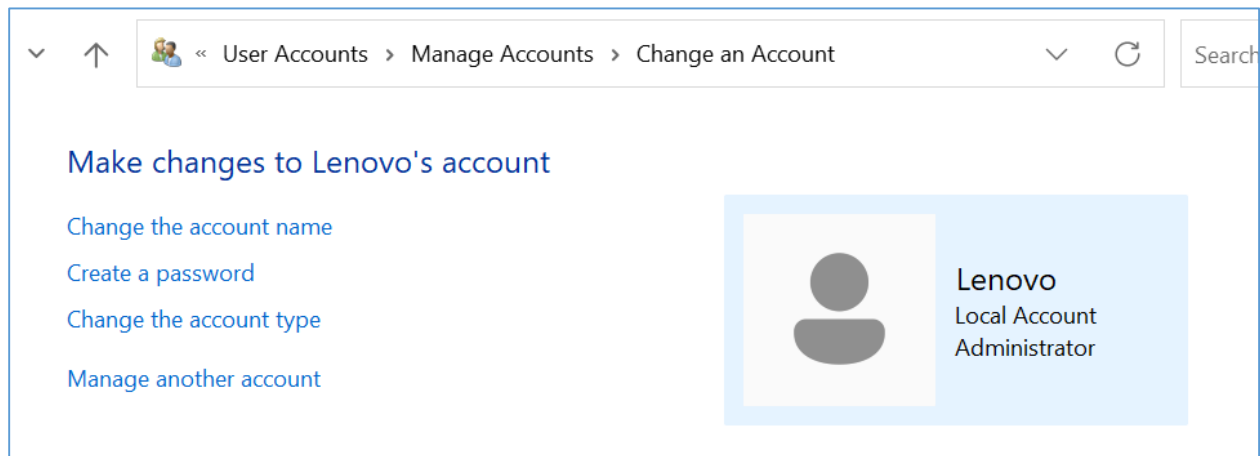 « User Accounts > Manage Accounts > Change an Account
Search
Make changes to Lenovo's account
Change the account name
Create a password
Change the account type
Manage another account
Lenovo
Local Account
Administrator